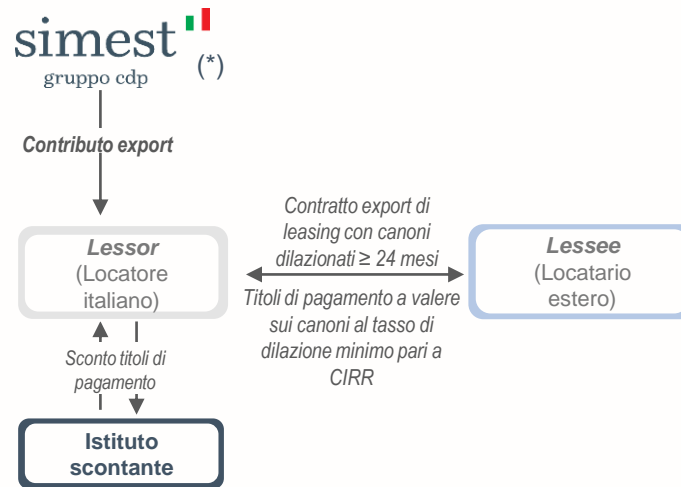 simest
gruppo cdp
(*)
Contributo export
Lessor
(Locatore
italiano)
Contratto export di
leasing con canoni
dilazionati ≥ 24 mesi
Titoli di pagamento a valere
sui canoni al tasso di
dilazione minimo pari a
CIRR
Lessee
(Locatario
estero)
Sconto titoli di
pagamento
Istituto
scontante